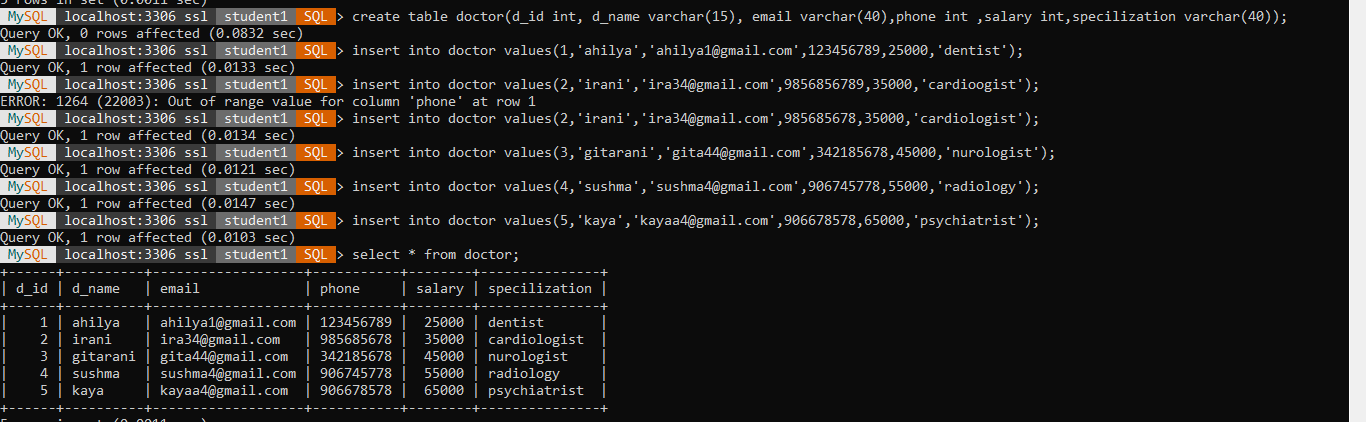 5 rows in set (0.0011 sec)
MySQL localhost:3306 ssl student1 SQL > create table doctor(d_id int, d_name varchar(15), email varchar(40),phone int ,salary int,specilization varchar(40));
Query OK, 0 rows affected (0.0832 sec)
MySQL localhost:3306 ssl student1 SQL > insert into doctor values(1,'ahilya','ahilya1@gmail.com',123456789,25000,'dentist');
Query OK, 1 row affected (0.0133 sec)
MySQL localhost:3306 ssl student1 SQL > insert into doctor values(2,'irani','ira34@gmail.com',9856856789,35000,'cardioogist');
ERROR: 1264 (22003): Out of range value for column 'phone' at row 1
MySQL localhost:3306 ssl student1 SQL > insert into doctor values(2,'irani','ira34@gmail.com',985685678,35000,'cardiologist');
Query OK, 1 row affected (0.0134 sec)
MySQL localhost:3306 ssl student1 SQL > insert into doctor values(3,'gitarani','gita44@gmail.com',342185678,45000,'nurologist');
Query OK, 1 row affected (0.0121 sec)
MySQL localhost:3306 ssl student1 SQL > insert into doctor values(4,'sushma','sushma4@gmail.com',906745778,55000,'radiology');
Query OK, 1 row affected (0.0147 sec)
MySQL localhost:3306 ssl student1 SQL > insert into doctor values(5,'kaya','kayaa4@gmail.com',906678578,65000,'psychiatrist');
Query OK, 1 row affected (0.0103 sec)
MySQL localhost:3306 ssl student1 SQL > select * from doctor;
+------+----------+-------------------+-----------+--------+---------------+
| d_id | d_name   | email             | phone     | salary | specilization |
+------+----------+-------------------+-----------+--------+---------------+
|    1 | ahilya   | ahilya1@gmail.com | 123456789 |  25000 | dentist       |
|    2 | irani    | ira34@gmail.com   | 985685678 |  35000 | cardiologist  |
|    3 | gitarani | gita44@gmail.com  | 342185678 |  45000 | nurologist    |
|    4 | sushma   | sushma4@gmail.com | 906745778 |  55000 | radiology     |
|    5 | kaya     | kayaa4@gmail.com  | 906678578 |  65000 | psychiatrist  |
+------+----------+-------------------+-----------+--------+---------------+